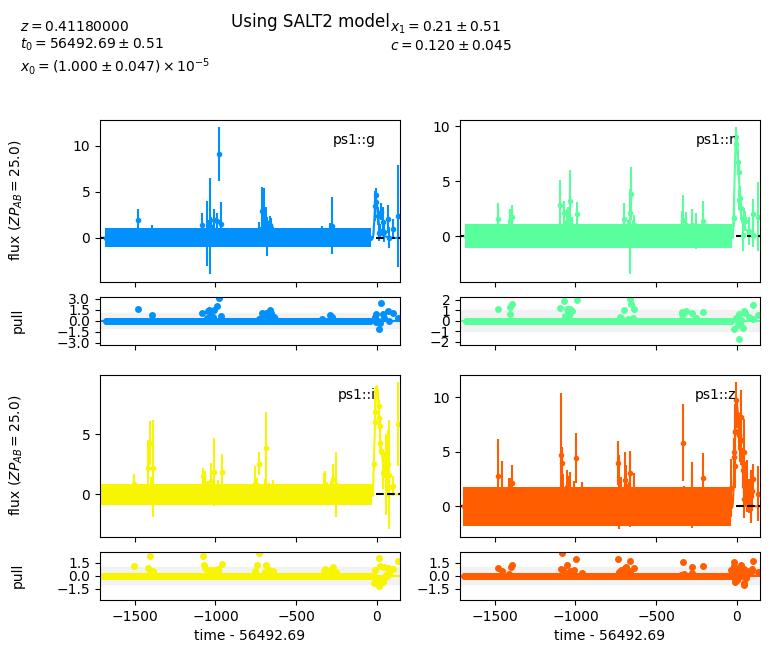 Using SALT2 model
z = 0.41180000
t₀ = 56492.69 ± 0.51
x₀ = (1.000 ± 0.047) × 10⁻⁵
x₁ = 0.21 ± 0.51
c = 0.120 ± 0.045
flux (ZP_AB = 25.0)
10
5
0
ps1::g
10
5
0
ps1::r
pull
3.0
1.5
0.0
−1.5
−3.0
2
1
0
−1
−2
flux (ZP_AB = 25.0)
5
0
ps1::i
10
5
0
ps1::z
pull
1.5
0.0
−1.5
1.5
0.0
−1.5
−1500 −1000 −500 0
−1500 −1000 −500 0
time - 56492.69
time - 56492.69